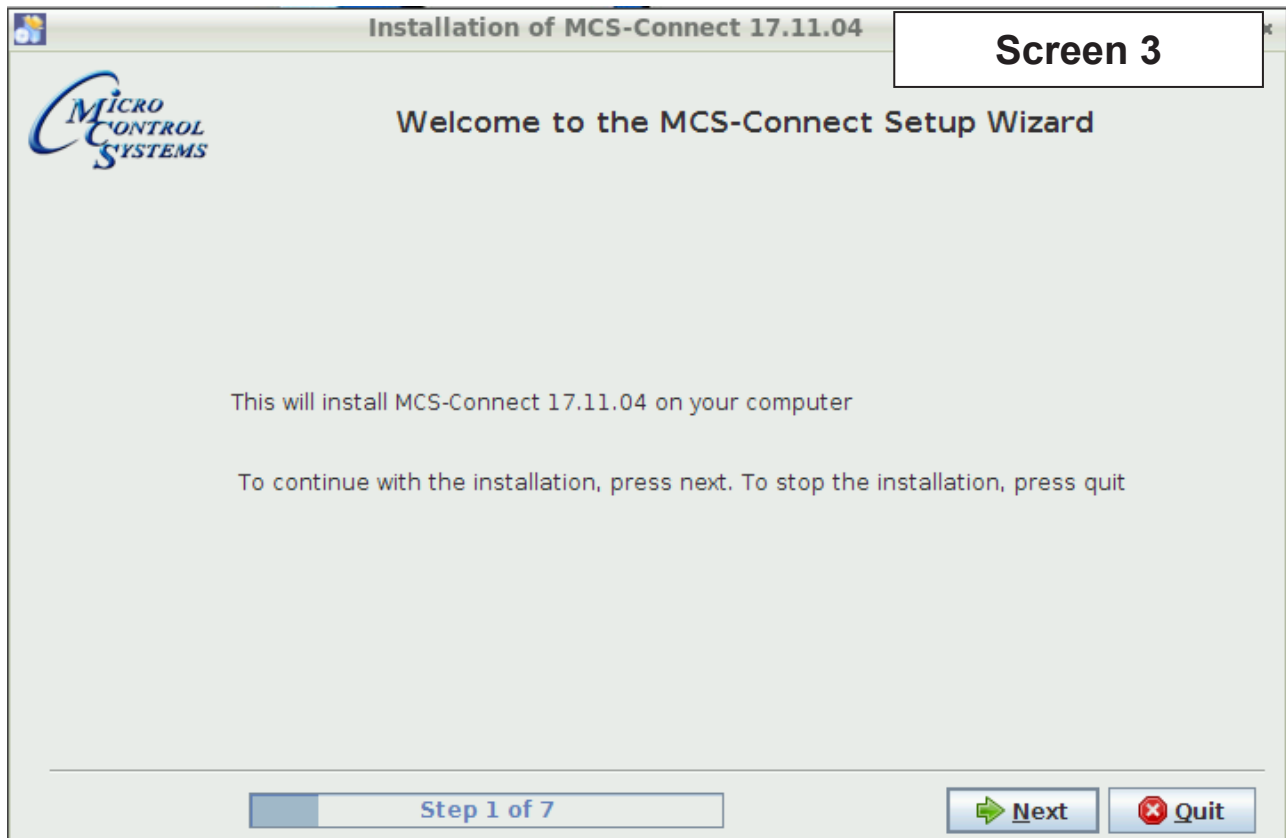 Installation of MCS-Connect 17.11.04
Screen 3
MICRO
CONTROL
SYSTEMS
Welcome to the MCS-Connect Setup Wizard
This will install MCS-Connect 17.11.04 on your computer
To continue with the installation, press next. To stop the installation, press quit
Step 1 of 7
Next
Quit